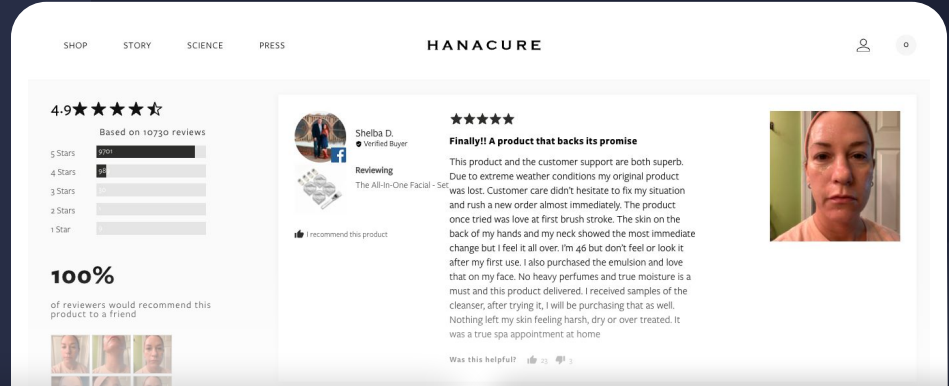 SHOP STORY SCIENCE PRESS HANACURE 0
4.9
Based on 10730 reviews
5 Stars 9701
4 Stars 98
3 Stars
2 Stars
1 Star
100%
of reviewers would recommend this
product to a friend
Shelba D.
Verified Buyer
Reviewing
The All-In-One Facial - Set
I recommend this product
Finally!! A product that backs its promise
This product and the customer support are both superb.
Due to extreme weather conditions my original product
was lost. Customer care didn't hesitate to fix my situation
and rush a new order almost immediately. The product
once tried was love at first brush stroke. The skin on the
back of my hands and my neck showed the most immediate
change but I feel it all over. I'm 46 but don't feel or look it
after my first use. I also purchased the emulsion and love
that on my face. No heavy perfumes and true moisture is a
must and this product delivered. I received samples of the
cleanser, after trying it, I will be purchasing that as well.
Nothing left my skin feeling harsh, dry or over treated. It
was a true spa appointment at home
Was this helpful?